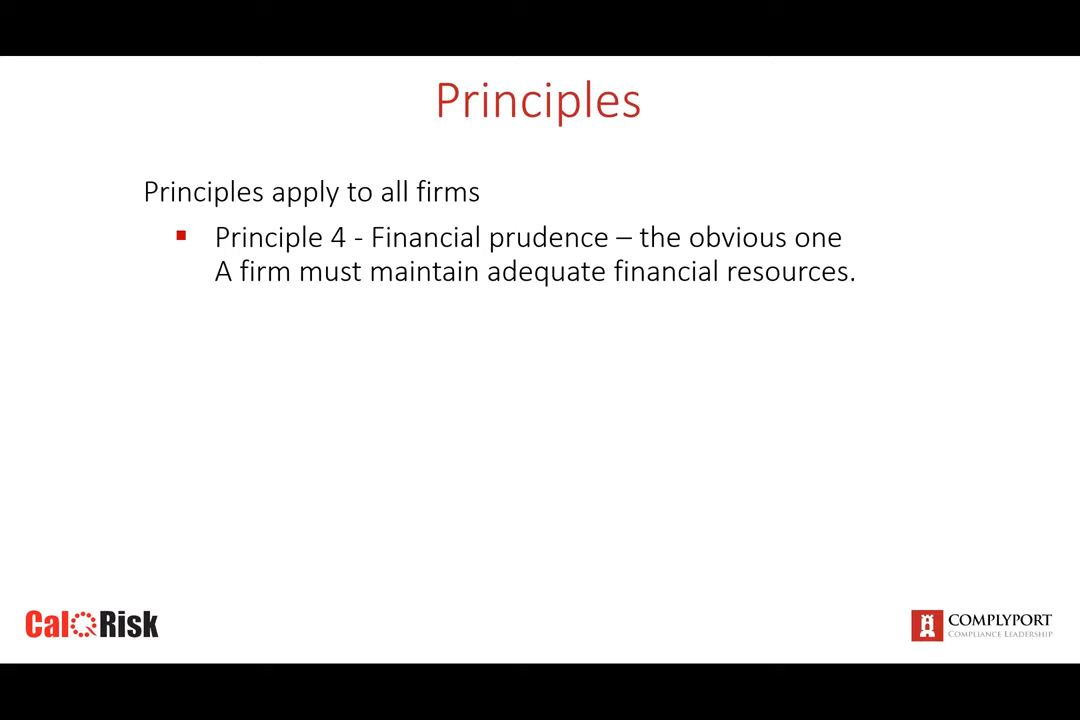 Principles
Principles apply to all firms
▪ Principle 4 - Financial prudence – the obvious one
A firm must maintain adequate financial resources.
CalQRisk
COMPLYPORT
COMPLIANCE LEADERSHIP